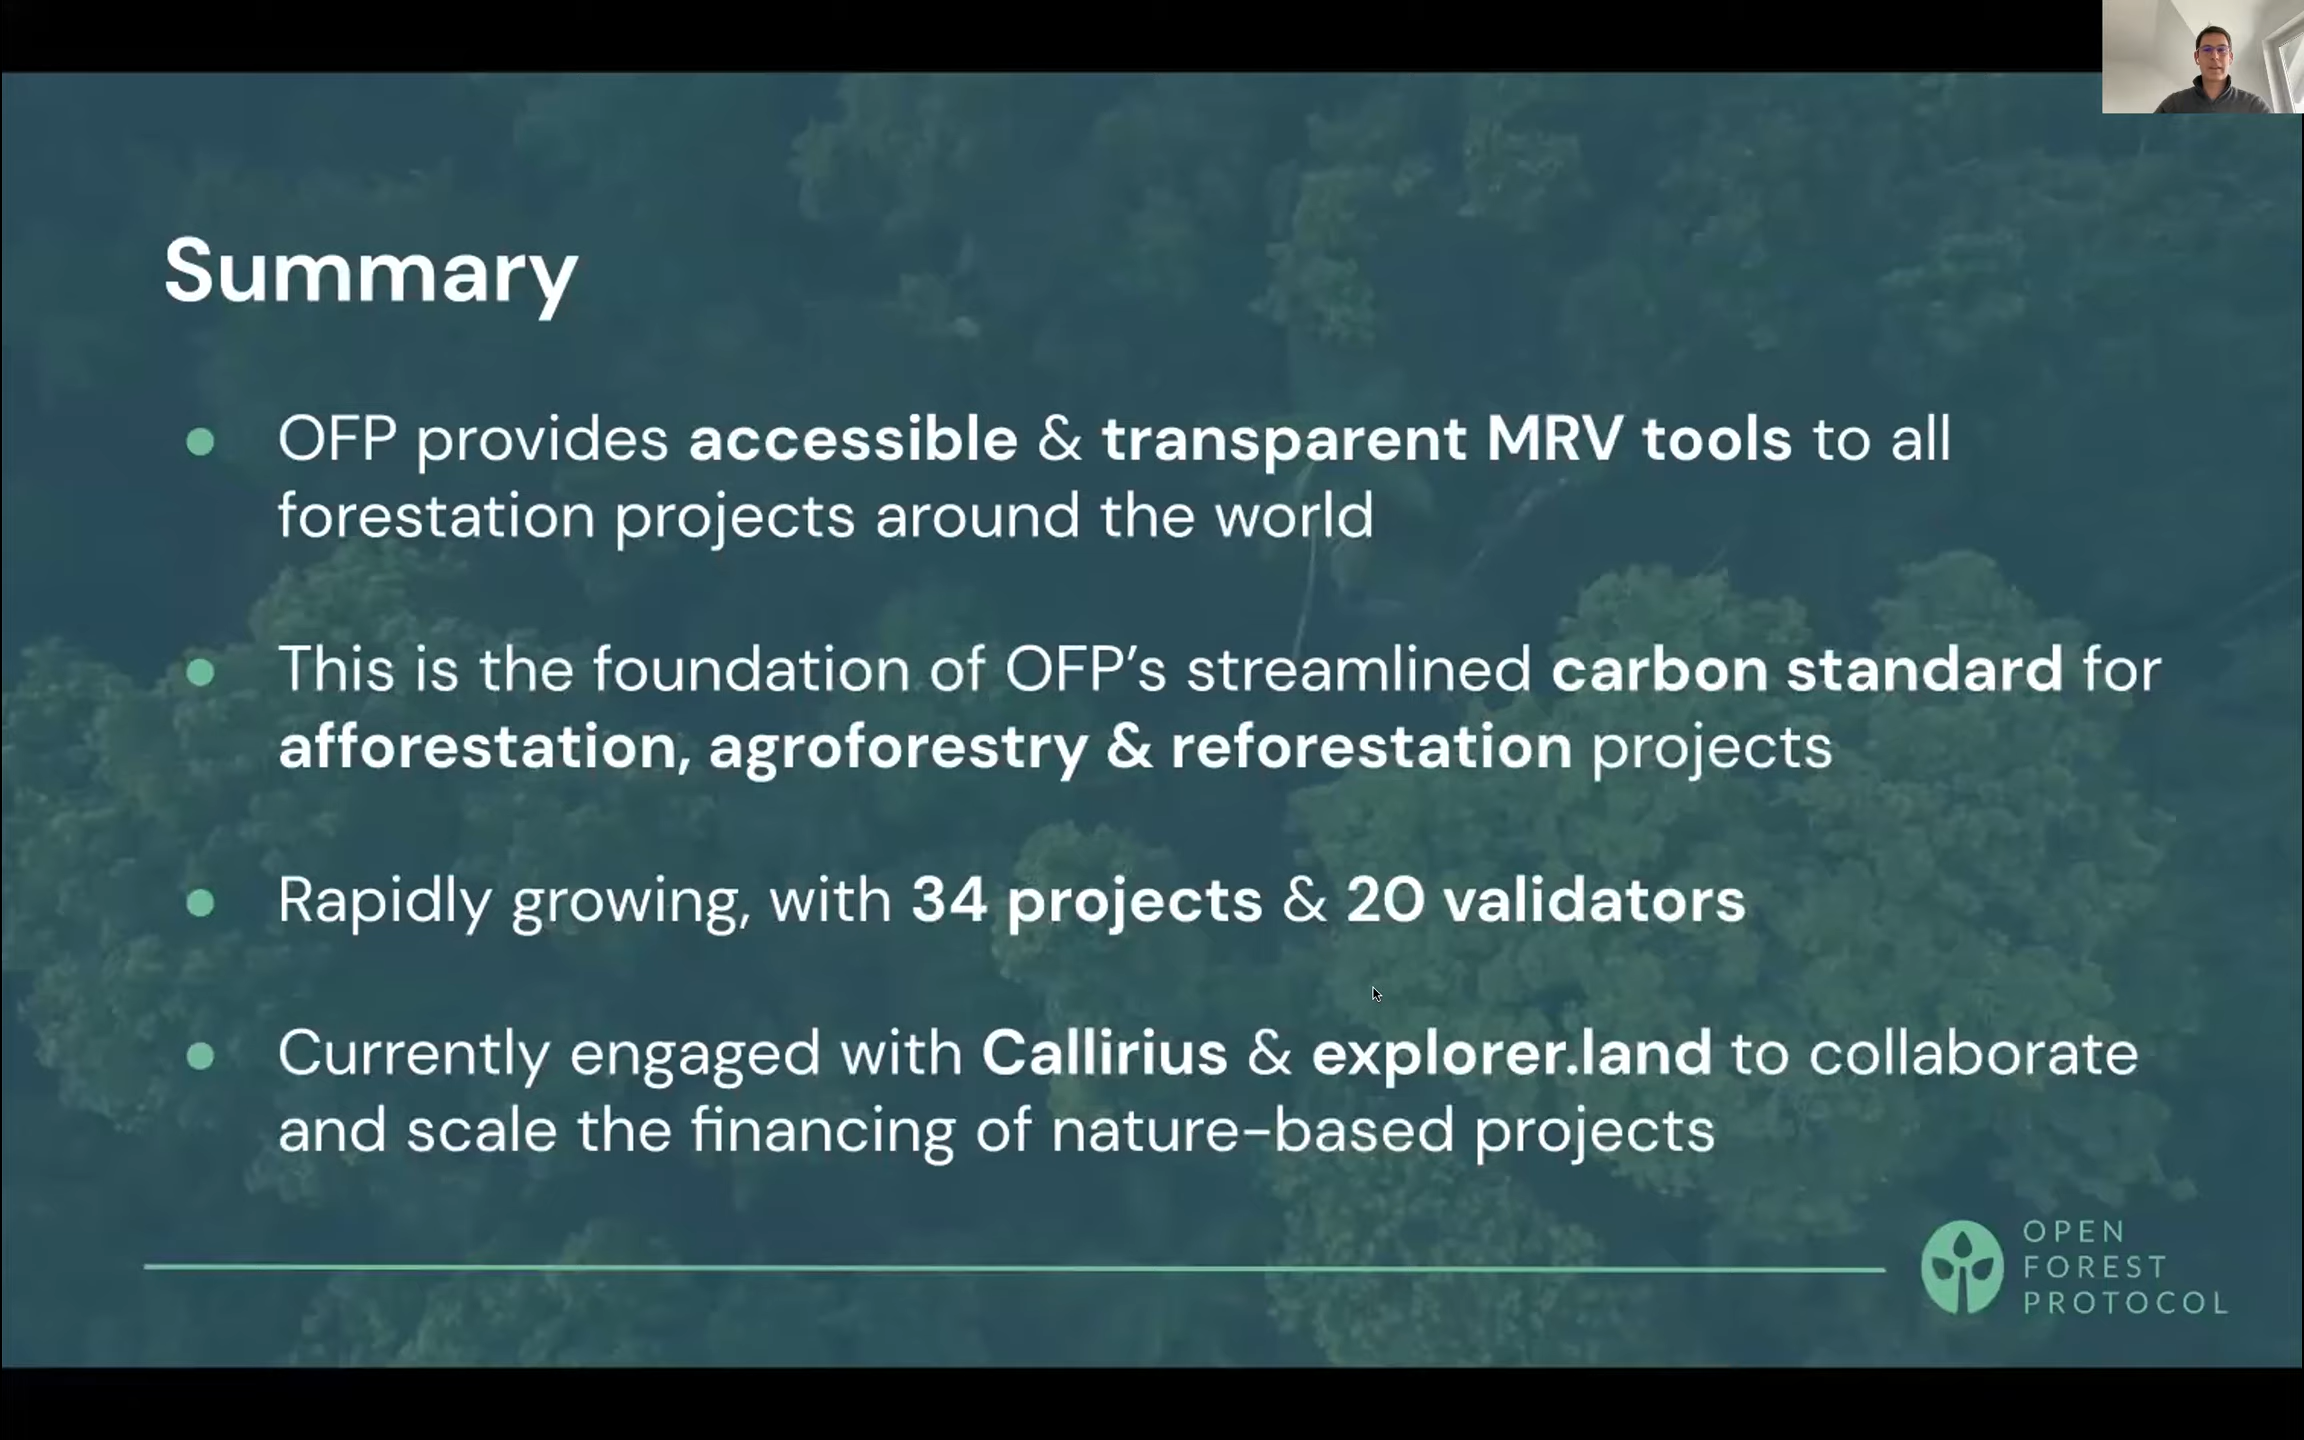 Summary
OFP provides accessible & transparent MRV tools to all
forestation projects around the world
This is the foundation of OFP's streamlined carbon standard for
afforestation, agroforestry & reforestation projects
Rapidly growing, with 34 projects & 20 validators
Currently engaged with Callirius & explorer.land to collaborate
and scale the financing of nature-based projects
OPEN
FOREST
PROTOCOL